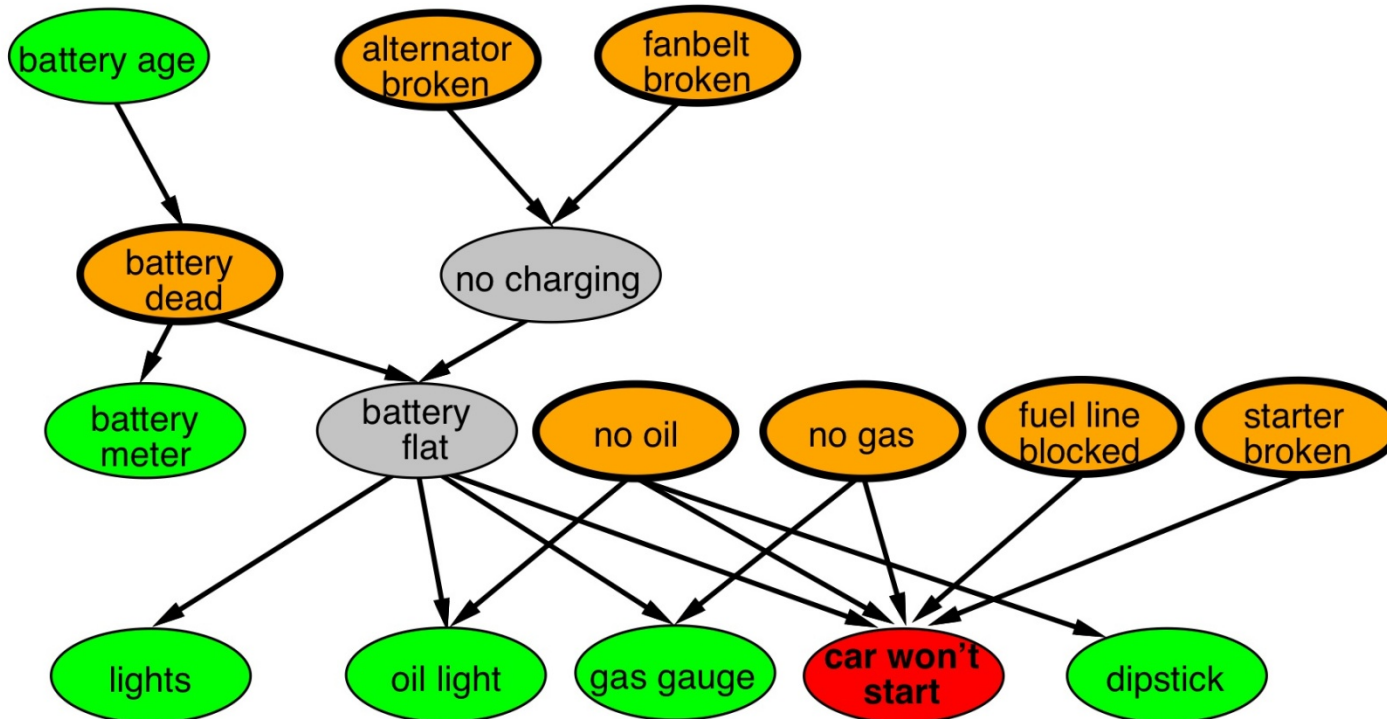 battery age
alternator
broken
fanbelt
broken
battery
dead
no charging
battery
meter
battery
flat
no oil
no gas
fuel line
blocked
starter
broken
lights
oil light
gas gauge
car won't
start
dipstick